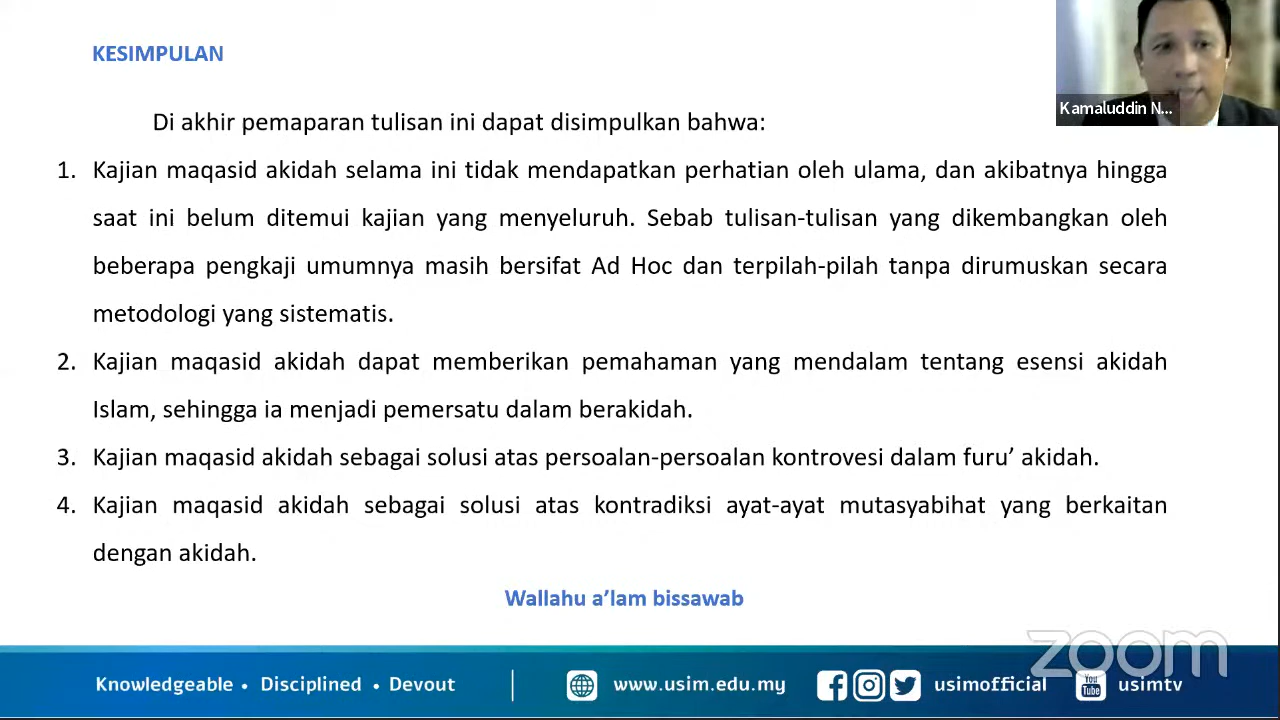 KESIMPULAN
Kamaluddin N...
Di akhir pemaparan tulisan ini dapat disimpulkan bahwa:
1. Kajian maqasid akidah selama ini tidak mendapatkan perhatian oleh ulama, dan akibatnya hingga
saat ini belum ditemui kajian yang menyeluruh. Sebab tulisan-tulisan yang dikembangkan oleh
beberapa pengkaji umumnya masih bersifat Ad Hoc dan terpilah-pilah tanpa dirumuskan secara
metodologi yang sistematis.
2. Kajian maqasid akidah dapat memberikan pemahaman yang mendalam tentang esensi akidah
Islam, sehingga ia menjadi pemersatu dalam berakidah.
3. Kajian maqasid akidah sebagai solusi atas persoalan-persoalan kontrovesi dalam furu’ akidah.
4. Kajian maqasid akidah sebagai solusi atas kontradiksi ayat-ayat mutasyabihat yang berkaitan
dengan akidah.
Wallahu a’lam bissawab
zoom
Knowledgeable • Disciplined • Devout | www.usim.edu.my usimofficial You Tube usimtv